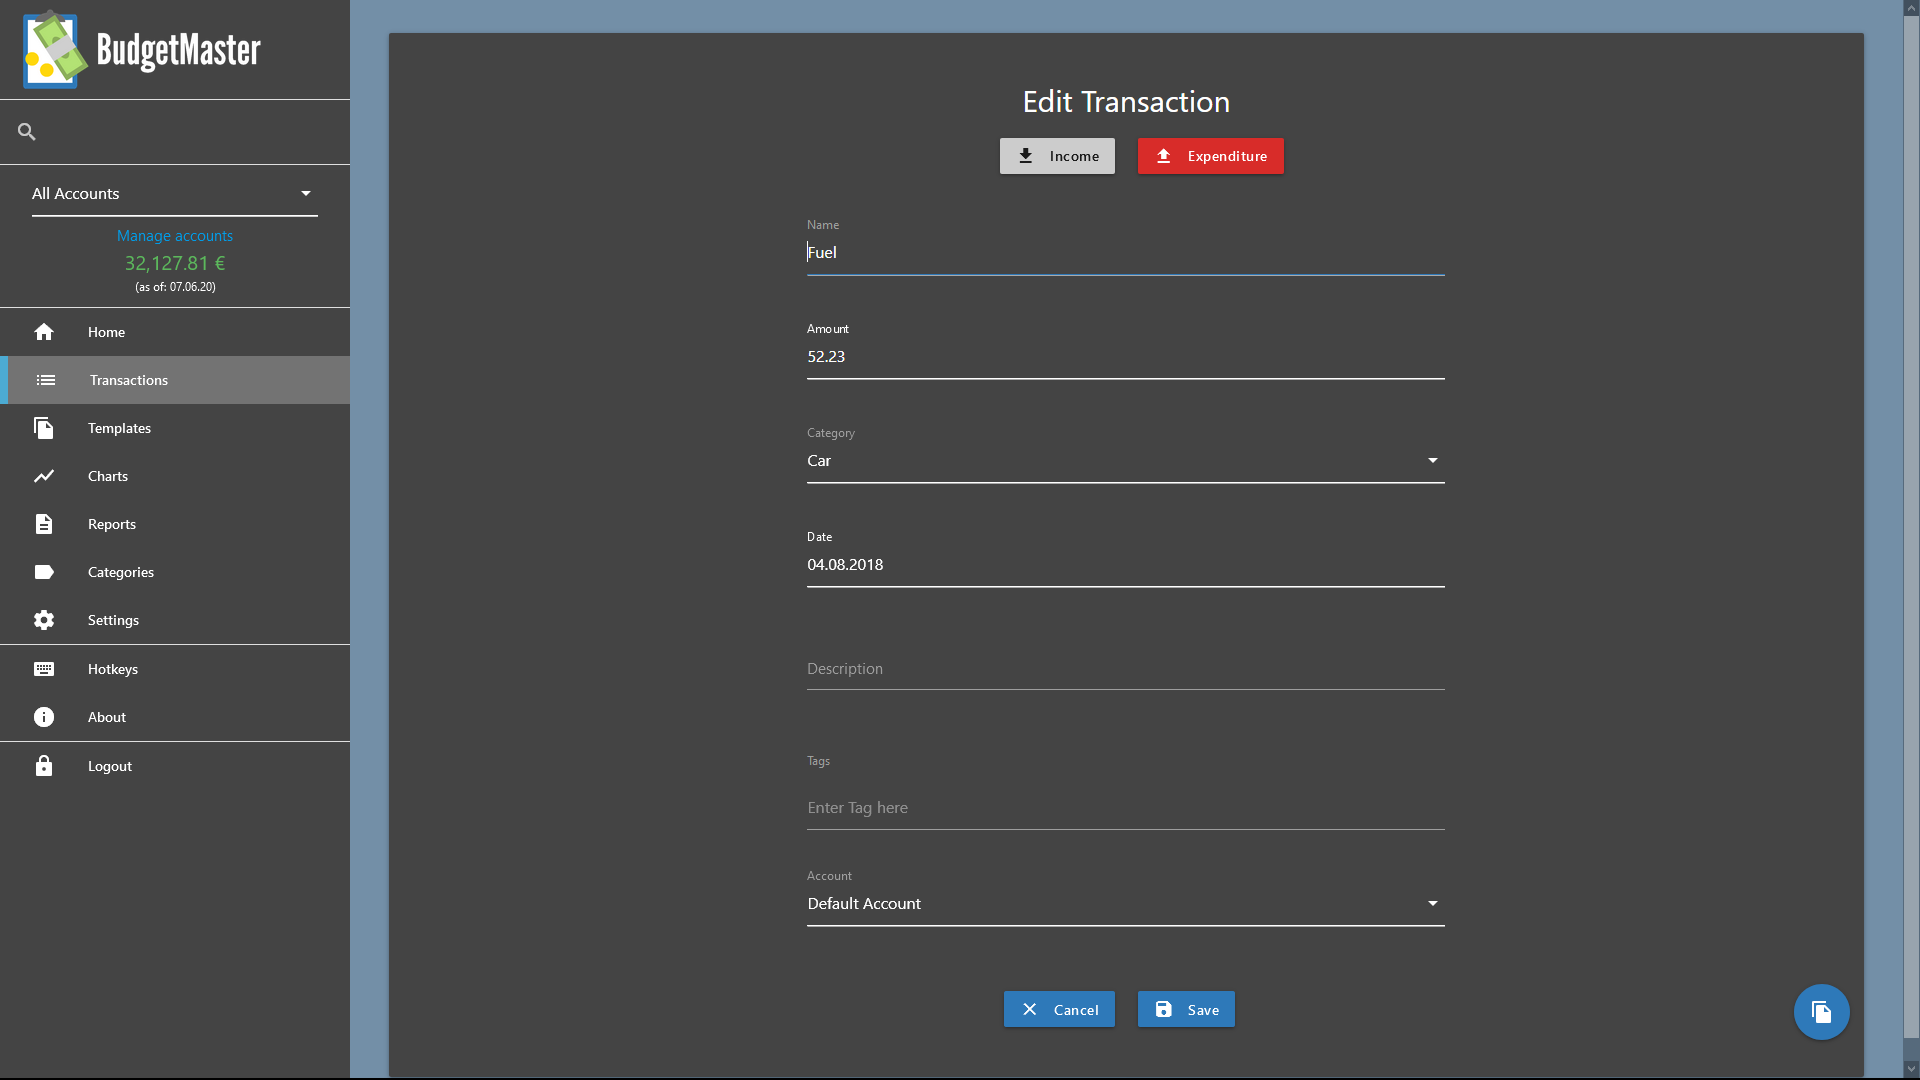 BudgetMaster
All Accounts
Manage accounts
32,127.81 €
(as of: 07.06.20)
Home
Transactions
Templates
Charts
Reports
Categories
Settings
Hotkeys
About
Logout
Edit Transaction
Income
Expenditure
Name
Fuel
Amount
52.23
Category
Car
Date
04.08.2018
Description
Tags
Enter Tag here
Account
Default Account
Cancel
Save